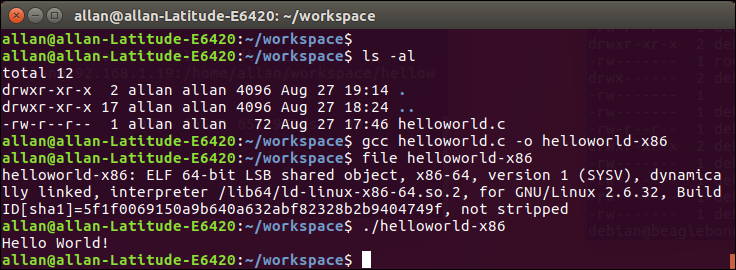 allan@allan-Latitude-E6420: ~/workspace
allan@allan-Latitude-E6420:~/workspace$
allan@allan-Latitude-E6420:~/workspace$ ls -al
total 12
drwxr-xr-x  2 allan allan 4096 Aug 27 19:14 .
drwxr-xr-x 17 allan allan 4096 Aug 27 18:24 ..
-rw-r--r--  1 allan allan   72 Aug 27 17:46 helloworld.c
allan@allan-Latitude-E6420:~/workspace$ gcc helloworld.c -o helloworld-x86
allan@allan-Latitude-E6420:~/workspace$ file helloworld-x86
helloworld-x86: ELF 64-bit LSB shared object, x86-64, version 1 (SYSV), dynamica
lly linked, interpreter /lib64/ld-linux-x86-64.so.2, for GNU/Linux 2.6.32, Build
ID[sha1]=5f1f0069150a9b640a632abf82328b2b9404749f, not stripped
allan@allan-Latitude-E6420:~/workspace$ ./helloworld-x86
Hello World!
allan@allan-Latitude-E6420:~/workspace$